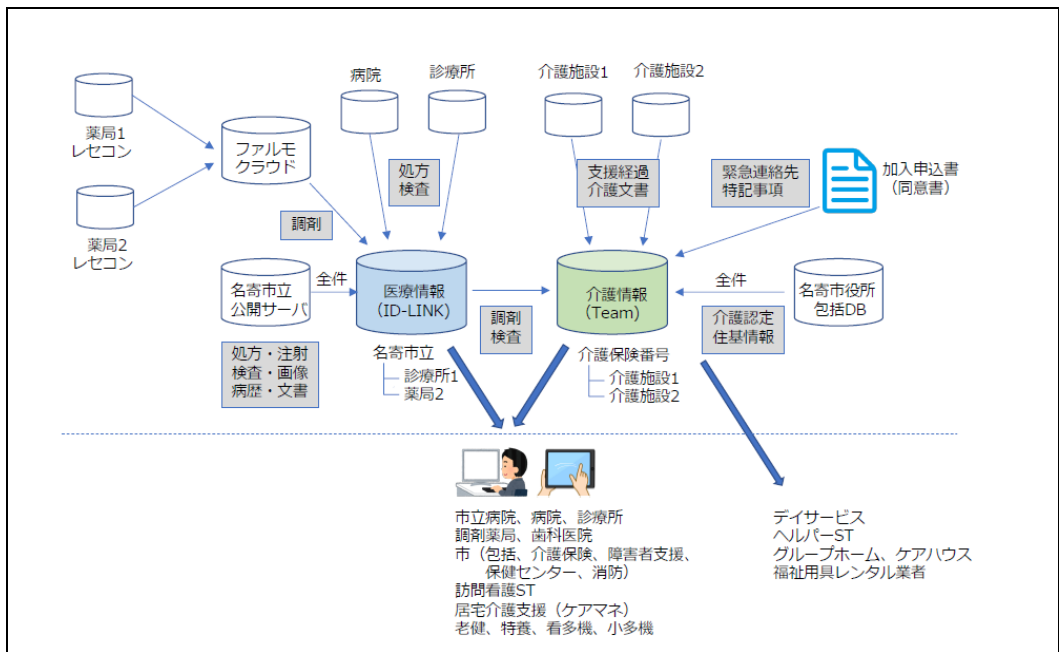 病院
診療所
介護施設1
介護施設2
薬局1
レセコン
ファルモ
クラウド
処方
検査
支援経過
介護文書
緊急連絡先
特記事項
加入申込書
(同意書)
薬局2
レセコン
調剤
名寄市立
公開サーバ
全件
医療情報
(ID-LINK)
介護情報
(Team)
全件
名寄市役所
包括DB
調剤
検査
介護認定
住基情報
処方・注射
検査・画像
病歴・文書
名寄市立
診療所1
薬局2
介護保険番号
介護施設1
介護施設2
市立病院、病院、診療所
調剤薬局、歯科医院
市（包括、介護保険、障害者支援、
保健センター、消防）
訪問看護ST
居宅介護支援（ケアマネ）
老健、特養、看多機、小多機
デイサービス
ヘルパーST
グループホーム、ケアハウス
福祉用具レンタル業者